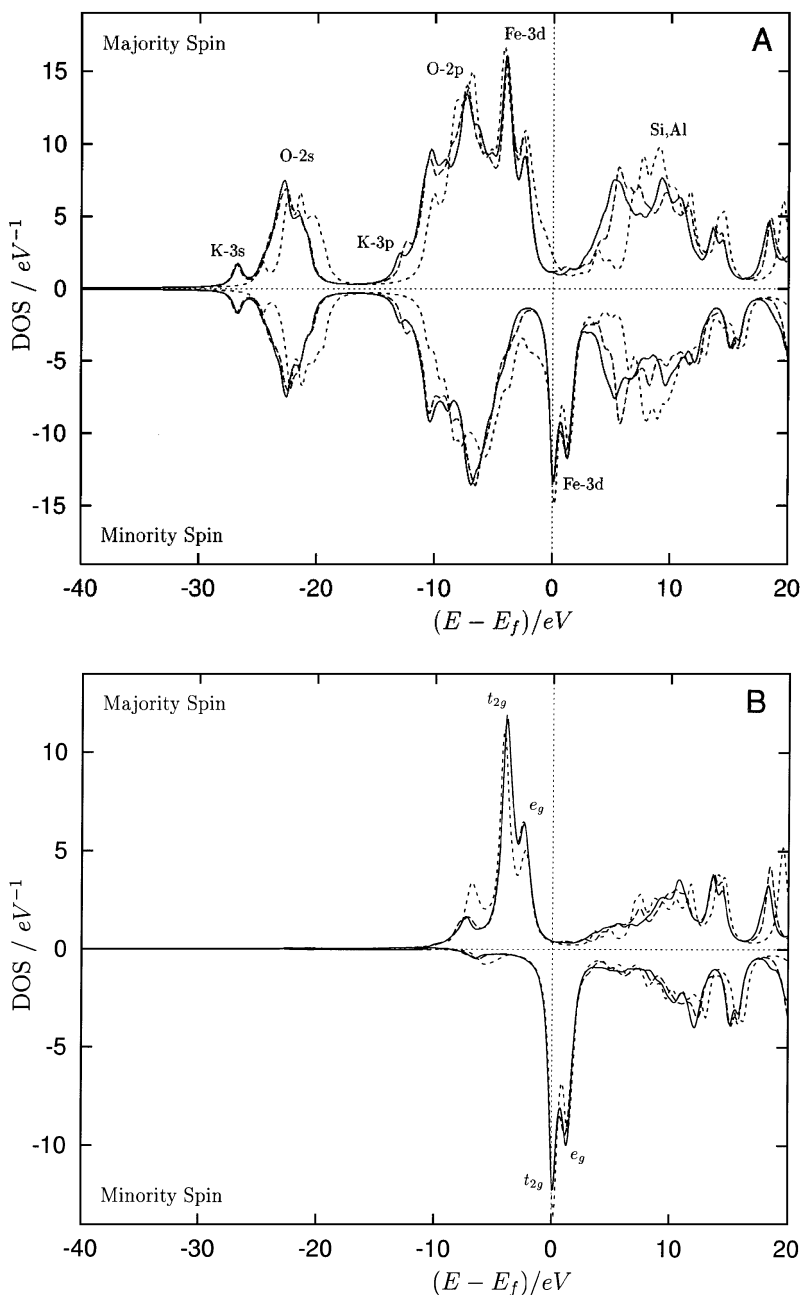 Majority Spin
A
Fe-3d
O-2p
Si,Al
O-2s
K-3p
K-3s
15
10
5
0
-5
-10
-15
DOS / eV⁻¹
Fe-3d
Minority Spin
-40 -30 -20 -10 0 10 20
(E − E_f)/eV
Majority Spin
B
t₂g
e_g
10
5
0
-5
-10
DOS / eV⁻¹
e_g
t₂g
Minority Spin
-40 -30 -20 -10 0 10 20
(E − E_f)/eV